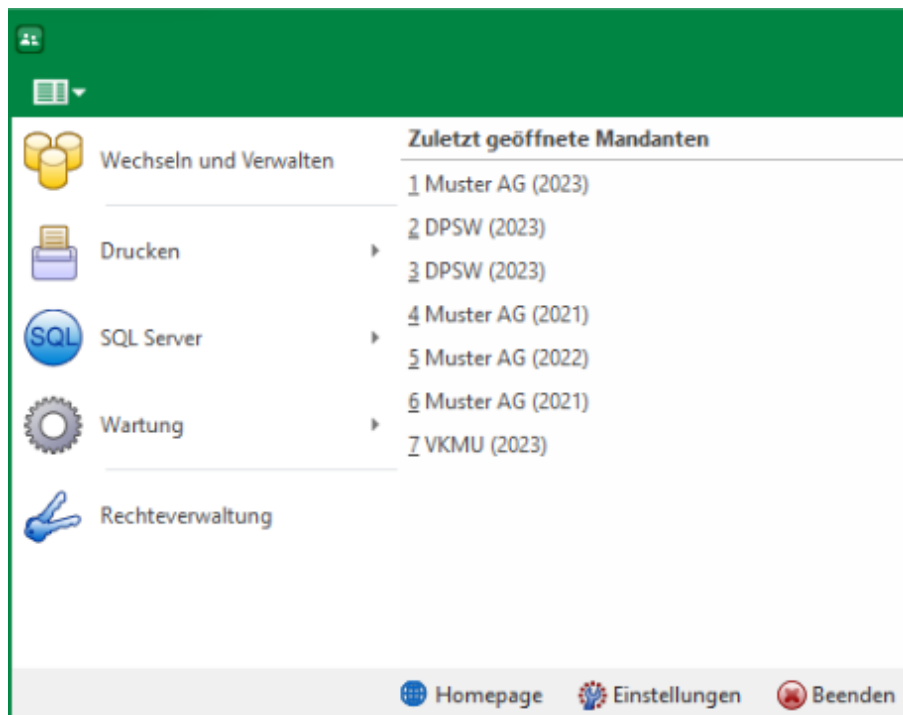 Wechseln und Verwalten
Drucken
SQL
SQL Server
Wartung
Rechteverwaltung
Zuletzt geöffnete Mandanten
1 Muster AG (2023)
2 DPSW (2023)
3 DPSW (2023)
4 Muster AG (2021)
5 Muster AG (2022)
6 Muster AG (2021)
7 VKMU (2023)
Homepage
Einstellungen
Beenden